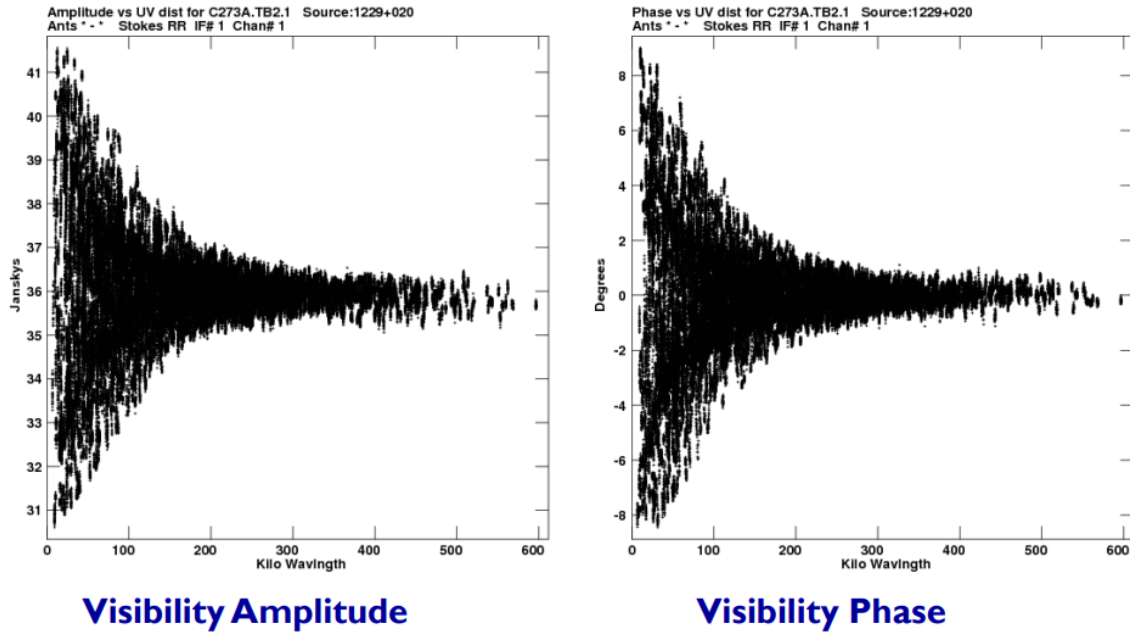 Amplitude vs UV dist for C273A.TB2.1 Source:1229+020
Ants * - * Stokes RR IF# 1 Chan# 1
41
40
39
38
37
36
35
34
33
32
31
Janskys
0 100 200 300 400 500 600
Kilo Wavlngth
Visibility Amplitude
Phase vs UV dist for C273A.TB2.1 Source:1229+020
Ants * - * Stokes RR IF# 1 Chan# 1
8
6
4
2
0
-2
-4
-6
-8
Degrees
0 100 200 300 400 500 600
Kilo Wavlngth
Visibility Phase